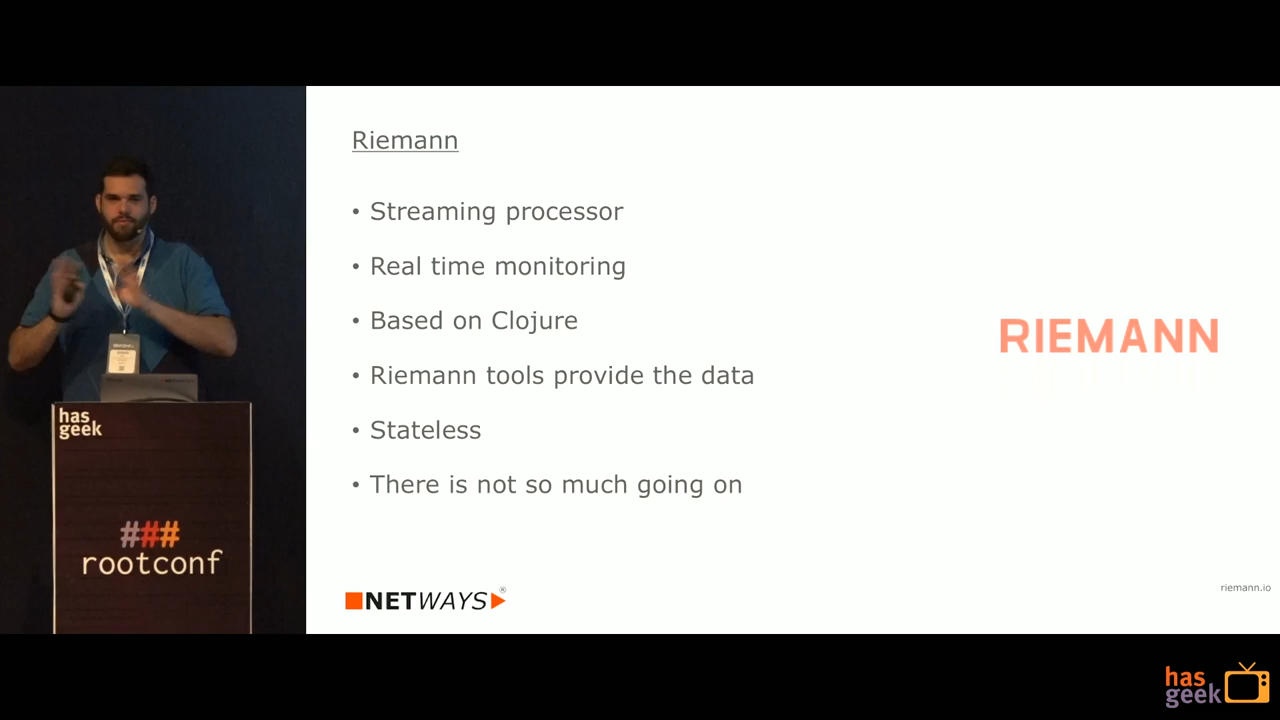 Riemann
• Streaming processor
• Real time monitoring
• Based on Clojure
• Riemann tools provide the data
• Stateless
• There is not so much going on
RIEMANN
NETWAYS®
riemann.io
has
geek
###
rootconf
has
geek